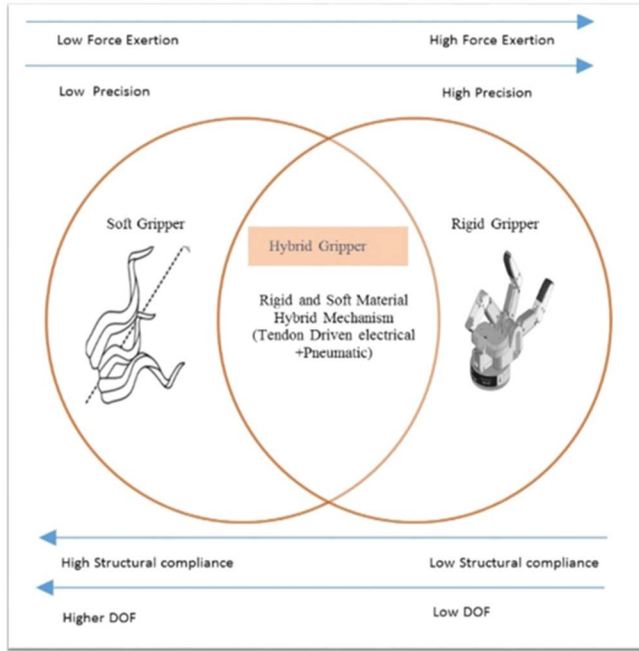 Low Force Exertion High Force Exertion
Low Precision High Precision
Soft Gripper Rigid Gripper
Hybrid Gripper
Rigid and Soft Material
Hybrid Mechanism
(Tendon Driven electrical
+Pneumatic)
High Structural compliance Low Structural compliance
Higher DOF Low DOF